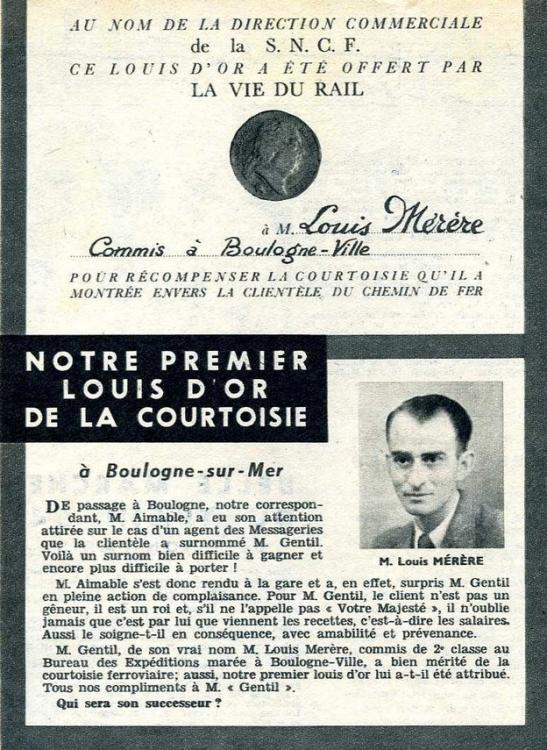 AU NOM DE LA DIRECTION COMMERCIALE
de la S. N. C. F.
CE LOUIS D'OR A ÉTÉ OFFERT PAR
LA VIE DU RAIL
à M. Louis Mérère
Commis à Boulogne-Ville
POUR RÉCOMPENSER LA COURTOISIE QU'IL A
MONTRÉE ENVERS LA CLIENTÈLE DU CHEMIN DE FER
NOTRE PREMIER
LOUIS D'OR
DE LA COURTOISIE
à Boulogne-sur-Mer
DE passage à Boulogne, notre correspon-
dant, M. Aimable, a eu son attention
attirée sur le cas d'un agent des Messageries
que la clientèle a surnommé M. Gentil.
Voilà un surnom bien difficile à gagner et
encore plus difficile à porter !
M. Louis MÉRÈRE
M. Aimable s'est donc rendu à la gare et a, en effet, surpris M. Gentil
en pleine action de complaisance. Pour M. Gentil, le client n'est pas un
gêneur, il est un roi et, s'il ne l'appelle pas « Votre Majesté », il n'oublie
jamais que c'est par lui que viennent les recettes, c'est-à-dire les salaires.
Aussi le soigne-t-il en conséquence, avec amabilité et prévenance.
M. Gentil, de son vrai nom M. Louis Merère, commis de 2e classe au
Bureau des Expéditions marée à Boulogne-Ville, a bien mérité de la
courtoisie ferroviaire; aussi, notre premier louis d'or lui a-t-il été attribué.
Tous nos compliments à M. « Gentil ».
Qui sera son successeur ?